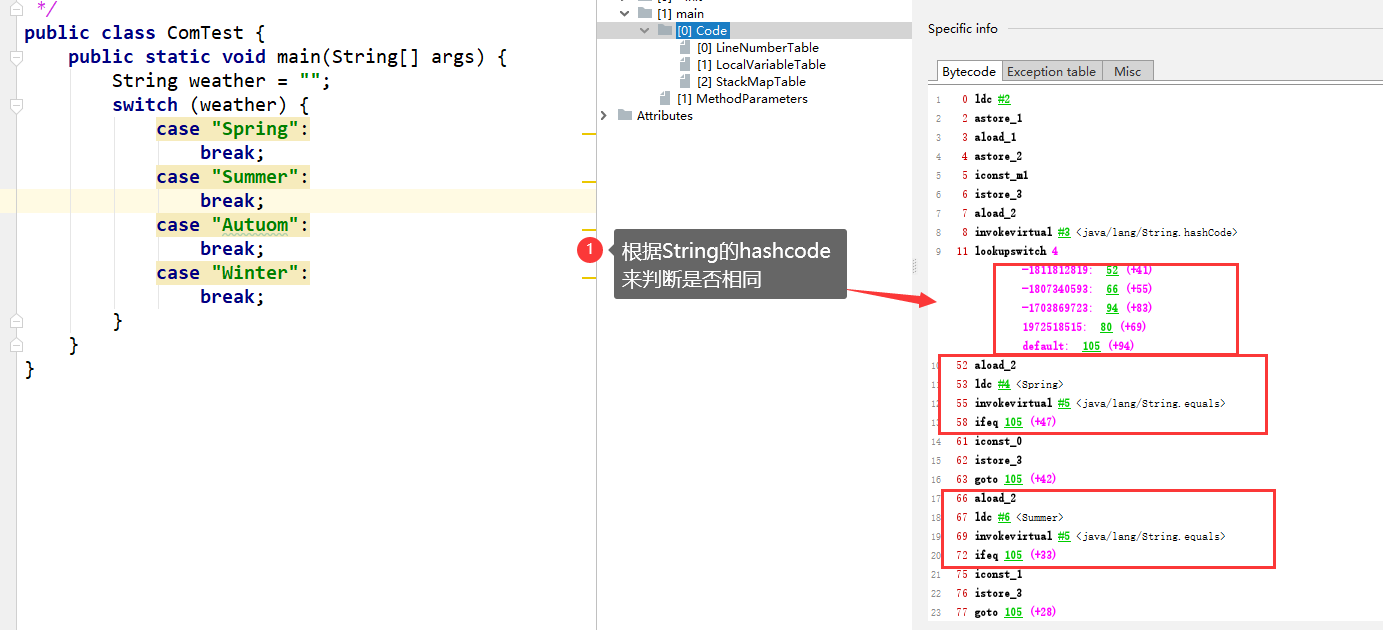 */
public class ComTest {
public static void main(String[] args) {
String weather = "";
switch (weather) {
case "Spring":
break;
case "Summer":
break;
case "Autuom":
break;
case "Winter":
break;
}
}
}
[1] main
[0] Code
[0] LineNumberTable
[1] LocalVariableTable
[2] StackMapTable
[1] MethodParameters
Attributes
1
根据String的hashcode
来判断是否相同
Specific info
Bytecode Exception table Misc
1 0 ldc #2
2 2 astore_1
3 3 aload_1
4 4 astore_2
5 5 iconst_m1
6 6 istore_3
7 7 aload_2
8 8 invokevirtual #3 <java/lang/String.hashCode>
9 11 lookupswitch 4
-1811812819: 52 (+41)
-1807340593: 66 (+55)
-1703869723: 94 (+83)
1972518515: 80 (+69)
default: 105 (+94)
10 52 aload_2
11 53 ldc #4 <Spring>
12 55 invokevirtual #5 <java/lang/String.equals>
13 58 ifeq 105 (+47)
14 61 iconst_0
15 62 istore_3
16 63 goto 105 (+42)
17 66 aload_2
18 67 ldc #6 <Summer>
19 69 invokevirtual #5 <java/lang/String.equals>
20 72 ifeq 105 (+33)
21 75 iconst_1
22 76 istore_3
23 77 goto 105 (+28)